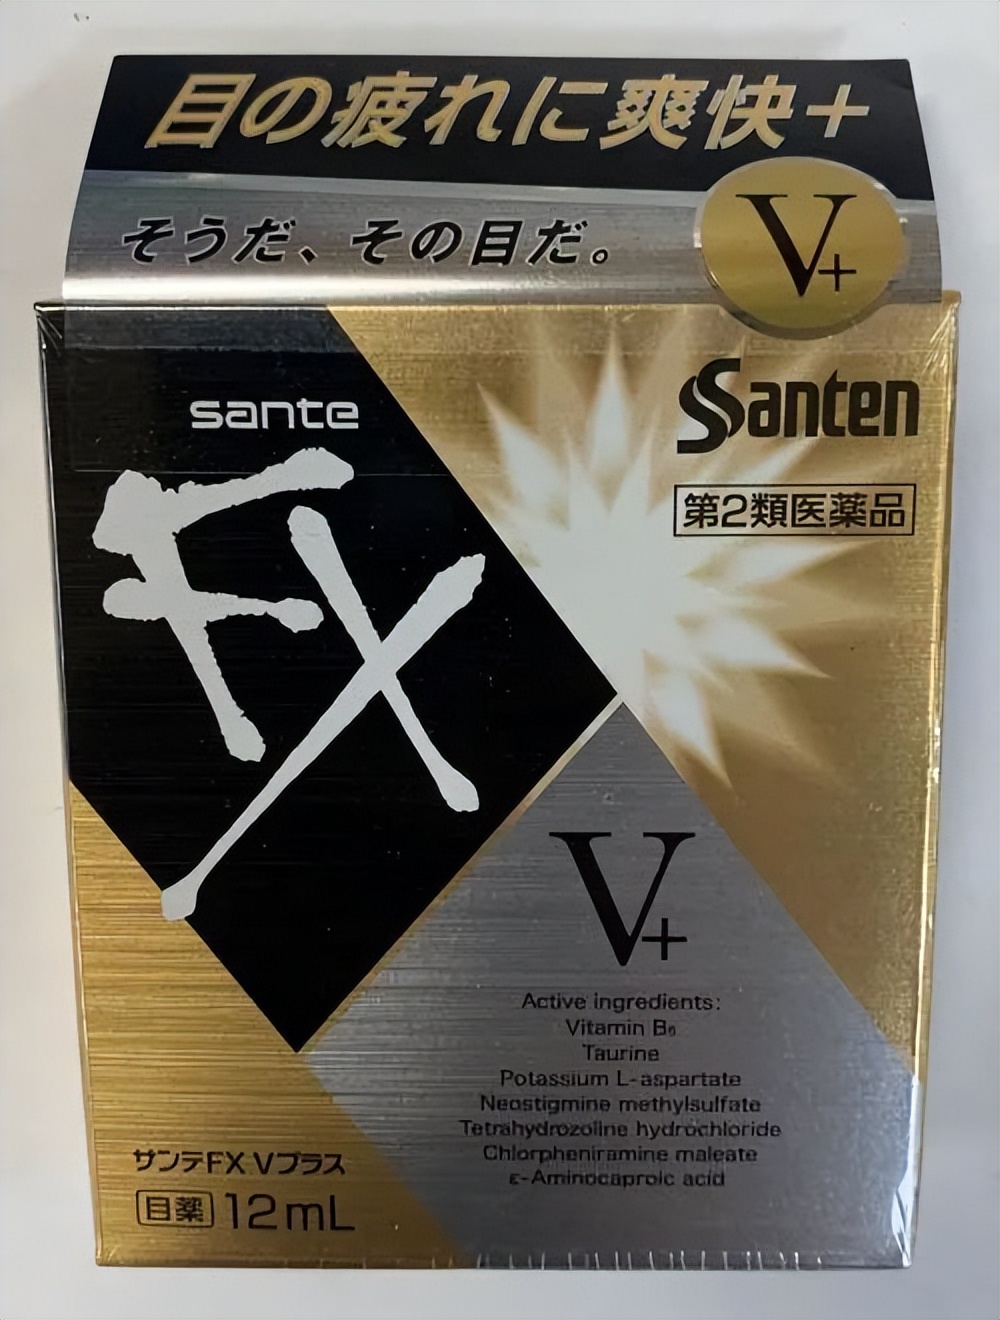 目の疲れに爽快+
そうだ、その目だ。
V+
sante
FX
Santen
第2類医薬品
V+
Active ingredients:
Vitamin B₆
Taurine
Potassium L-aspartate
Neostigmine methylsulfate
Tetrahydrozoline hydrochloride
Chlorpheniramine maleate
ε-Aminocaproic acid
サンテFX Vプラス
目薬 12mL